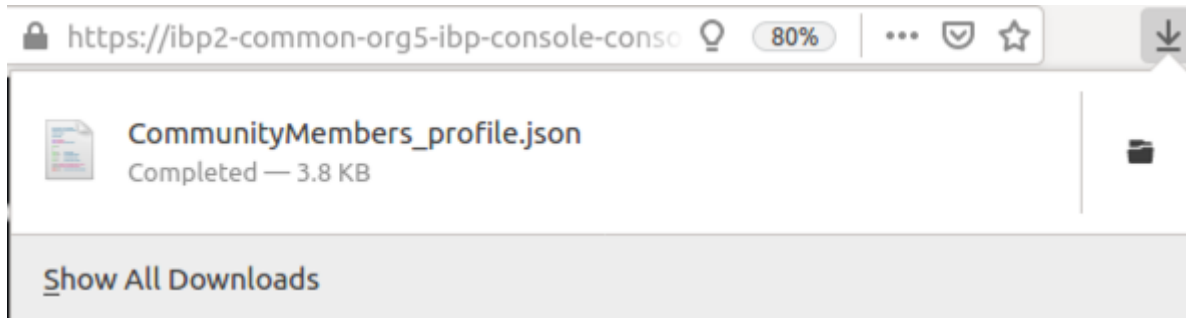 https://ibp2-common-org5-ibp-console-conso
80%
CommunityMembers_profile.json
Completed — 3.8 KB
Show All Downloads